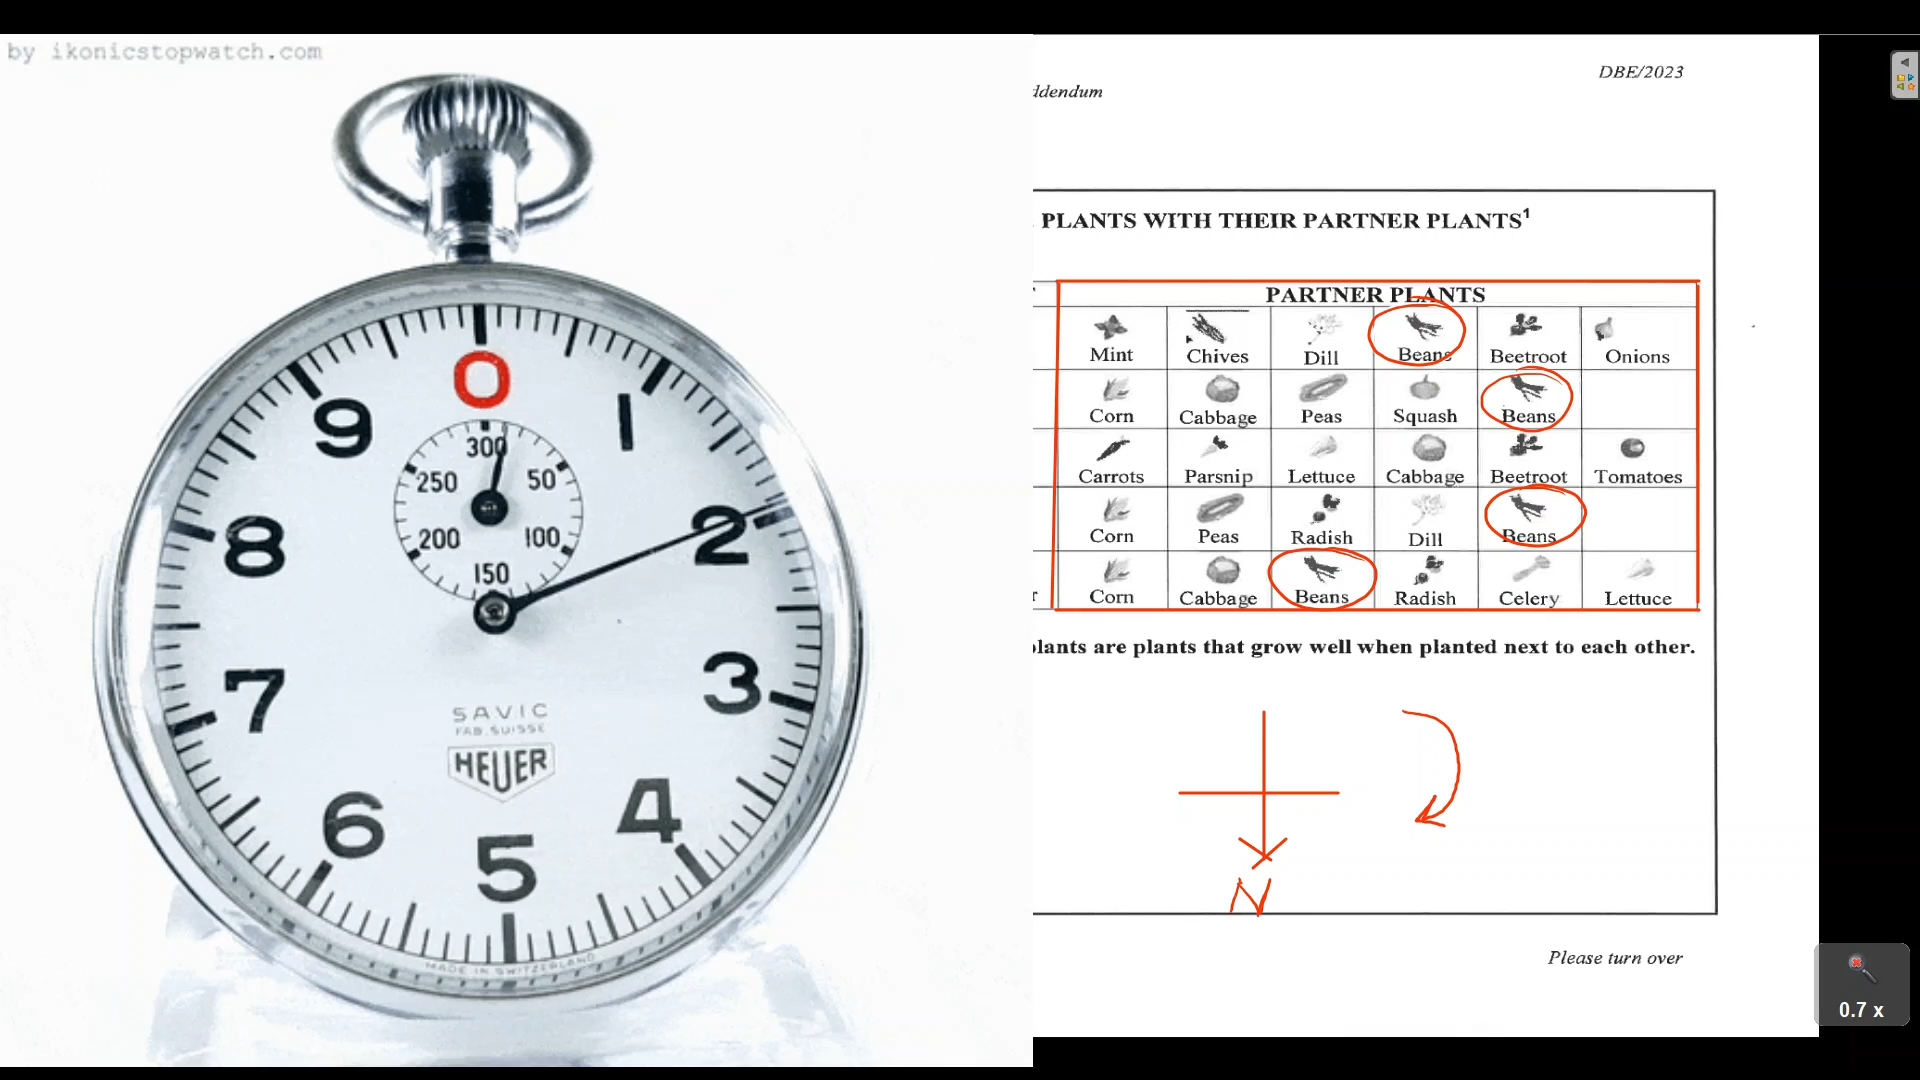 by ikonicstopwatch.com
0
1
2
3
4
5
6
7
8
9
300
50
100
150
200
250
SAVIC
FAB. SUISSE
HEUER
MADE IN SWITZERLAND
DBE/2023
ddendum
PLANTS WITH THEIR PARTNER PLANTS¹
PARTNER PLANTS
Mint Chives Dill Beans Beetroot Onions
Corn Cabbage Peas Squash Beans
Carrots Parsnip Lettuce Cabbage Beetroot Tomatoes
Corn Peas Radish Dill Beans
Corn Cabbage Beans Radish Celery Lettuce
plants are plants that grow well when planted next to each other.
N
Please turn over
0.7 x